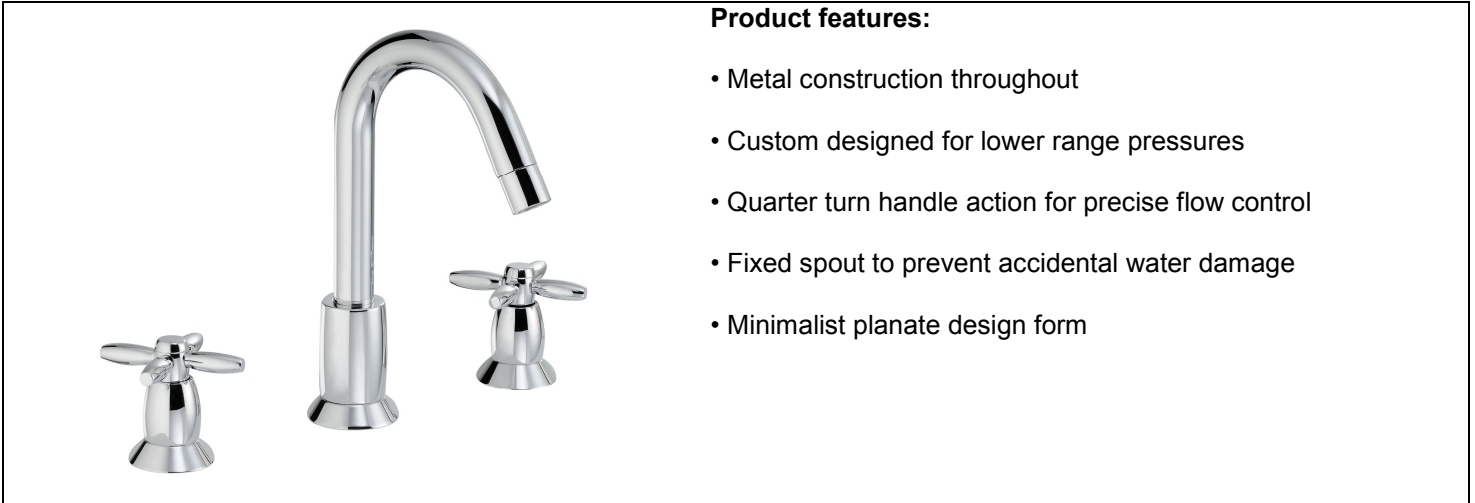 Product features:
• Metal construction throughout
• Custom designed for lower range pressures
• Quarter turn handle action for precise flow control
• Fixed spout to prevent accidental water damage
• Minimalist planate design form